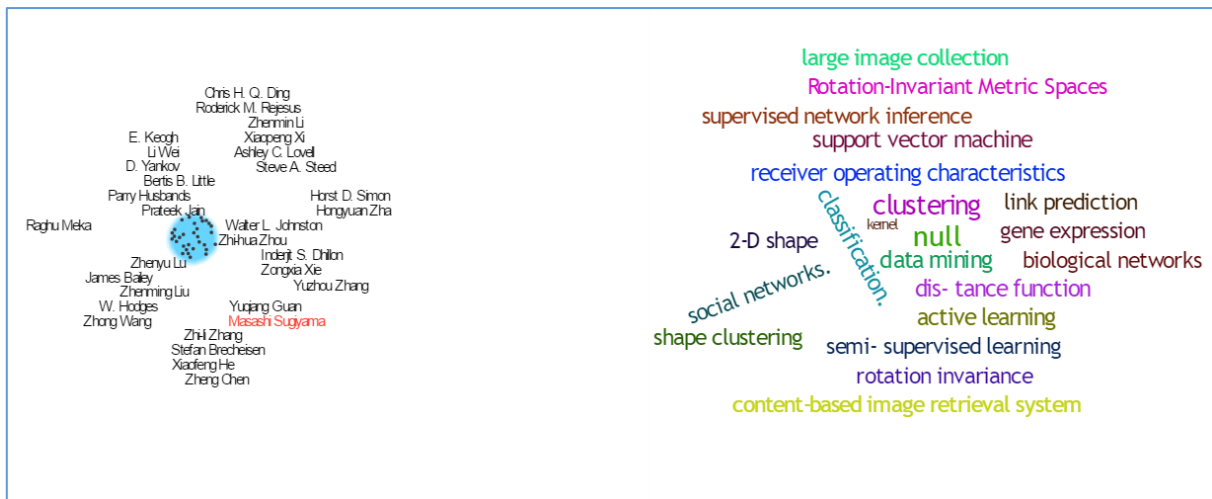 Chris H. Q. Ding
Roderick M. Rejesus
Zhenmin Li
E. Keogh
Xiaopeng Xi
Li Wei
Ashley C. Lovell
D. Yankov
Steve A. Steed
Bertis B. Little
Parry Husbands
Horst D. Simon
Prateek Jain
Hongyuan Zha
Raghu Meka
Walter L. Johnston
Zhi-hua Zhou
Inderjit S. Dhillon
Zhenyu Lu
Zongxia Xie
James Bailey
Yuzhou Zhang
Zhenming Liu
W. Hodges
Yuqiang Guan
Zhong Wang
Masashi Sugiyama
Zhi-li Zhang
Stefan Brecheisen
Xiaofeng He
Zheng Chen
large image collection
Rotation-Invariant Metric Spaces
supervised network inference
support vector machine
receiver operating characteristics
classification.
clustering
link prediction
kernel
null
gene expression
2-D shape
data mining
biological networks
social networks.
dis- tance function
active learning
shape clustering
semi- supervised learning
rotation invariance
content-based image retrieval system